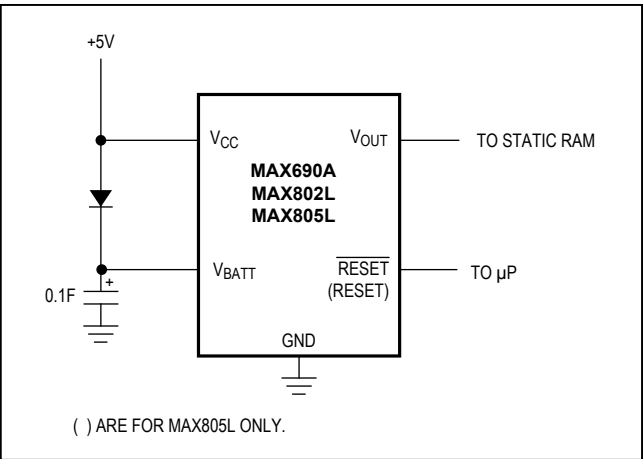 +5V
VCC
VOUT
TO STATIC RAM
MAX690A
MAX802L
MAX805L
VBATT
RESET
(RESET)
TO µP
+
0.1F
GND
( ) ARE FOR MAX805L ONLY.